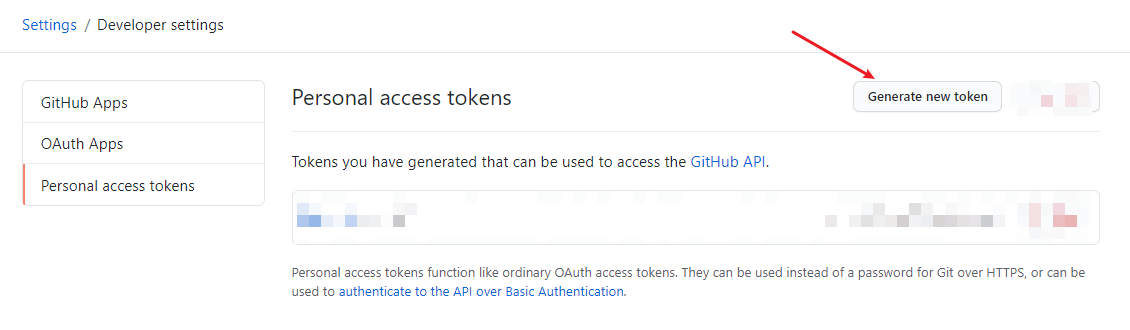 Settings / Developer settings
GitHub Apps
OAuth Apps
Personal access tokens
Personal access tokens
Generate new token
Tokens you have generated that can be used to access the GitHub API.
Personal access tokens function like ordinary OAuth access tokens. They can be used instead of a password for Git over HTTPS, or can be
used to authenticate to the API over Basic Authentication.